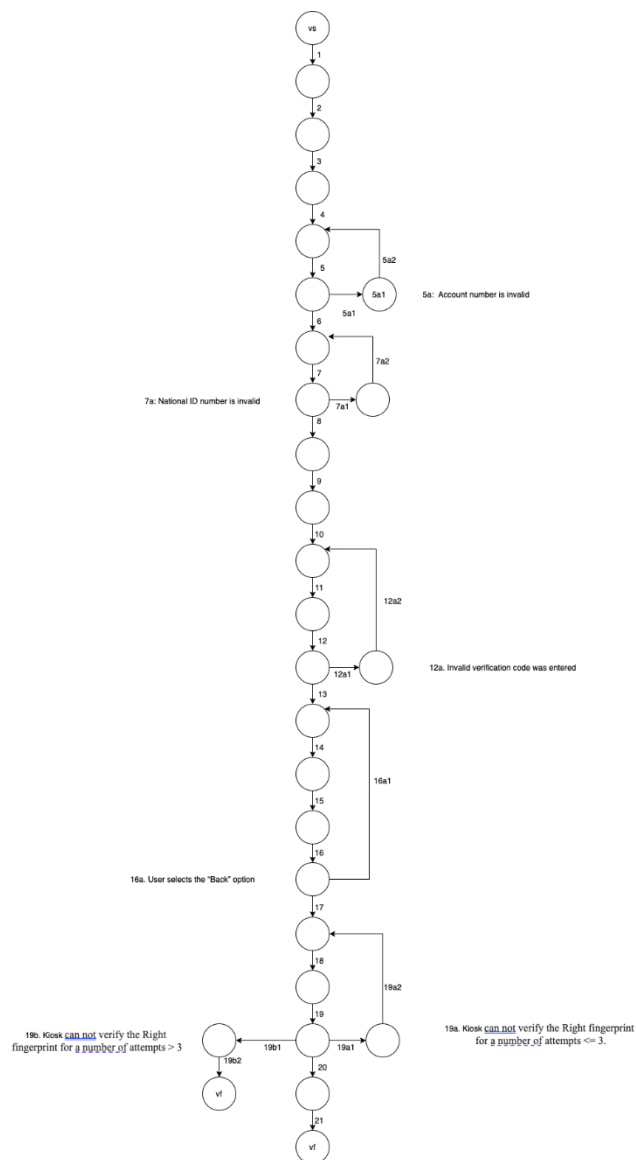 vs
1
2
3
4
5a2
5
5a1
5a: Account number is invalid
5a1
6
7a2
7
7a: National ID number is invalid
7a1
8
9
10
11
12a2
12
12a. Invalid verification code was entered
12a1
13
14
16a1
15
16
16a. User selects the "Back" option
17
18
19a2
19
19b. Kiosk can not verify the Right
fingerprint for a number of attempts > 3
19b1
19a1
19a. Kiosk can not verify the Right fingerprint
for a number of attempts <= 3.
19b2
20
vf
21
vf